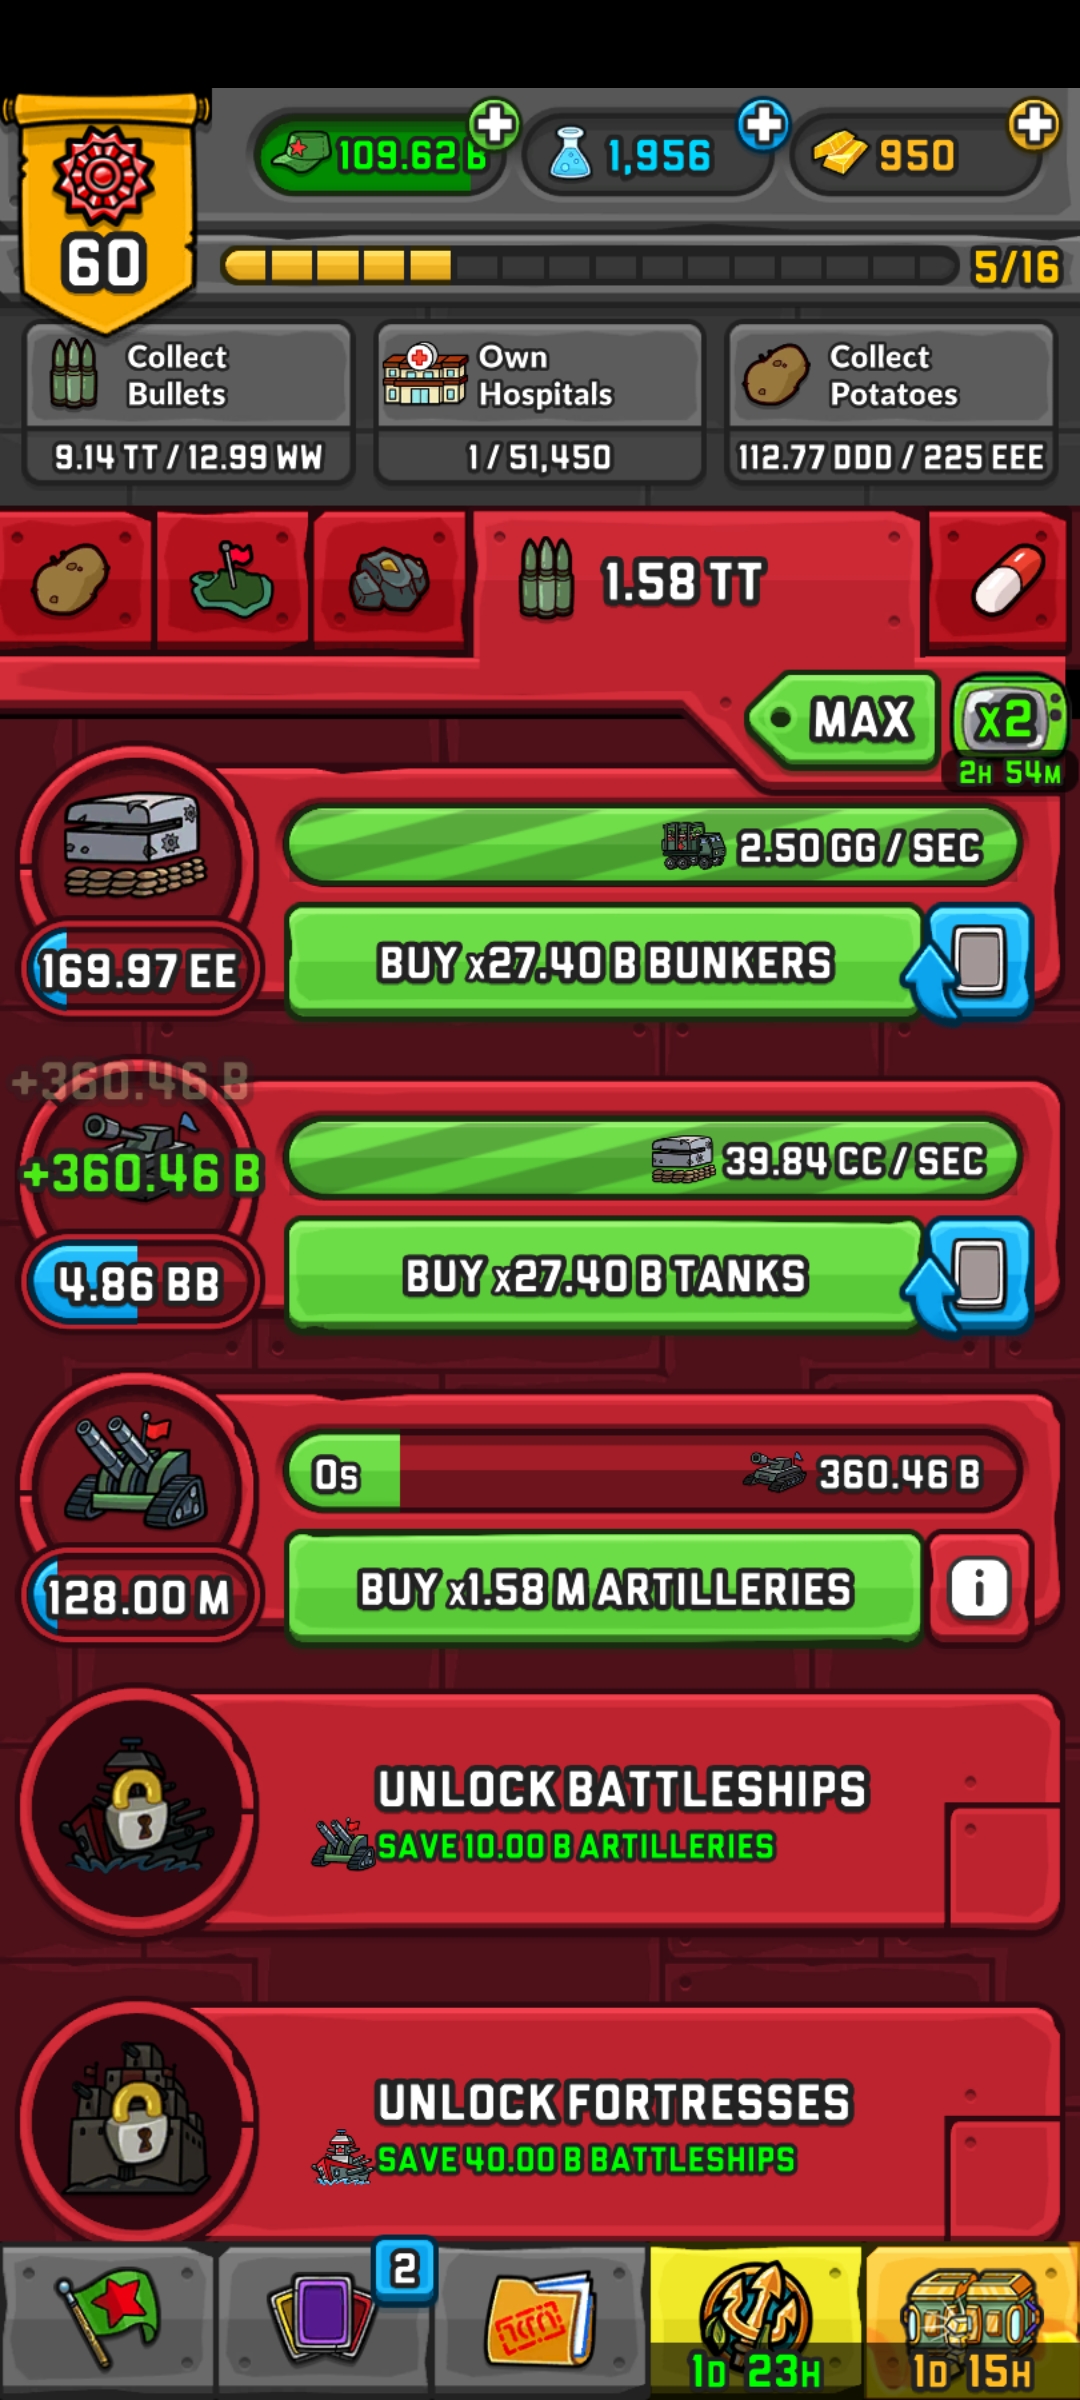 109.62 B
1,956
950
60
5/16
Collect
Bullets
9.14 TT / 12.99 WW
Own
Hospitals
1 / 51,450
Collect
Potatoes
112.77 DDD / 225 EEE
1.58 TT
MAX
x2
2H 54M
2.50 GG / SEC
169.97 EE
BUY x27.40 B BUNKERS
+360.46 B
+360.46 B
39.84 CC / SEC
4.86 BB
BUY x27.40 B TANKS
0s
360.46 B
128.00 M
BUY x1.58 M ARTILLERIES
i
UNLOCK BATTLESHIPS
SAVE 10.00 B ARTILLERIES
UNLOCK FORTRESSES
SAVE 40.00 B BATTLESHIPS
2
1D 23H
1D 15H